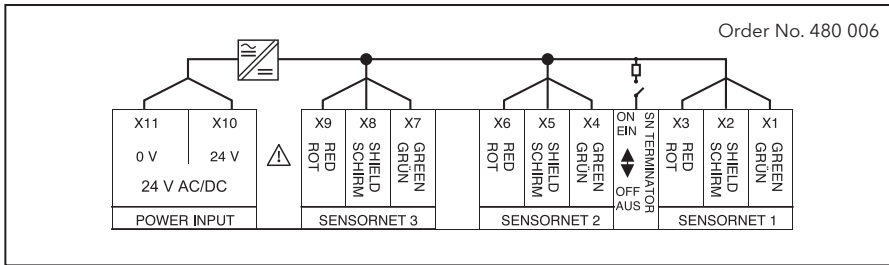 Order No. 480 006
X11 X10 X9 X8 X7 X6 X5 X4 ON X3 X2 X1
EIN
0 V 24 V
24 V AC/DC
RED
ROT
SHIELD
SCHIRM
GREEN
GRÜN
RED
ROT
SHIELD
SCHIRM
GREEN
GRÜN
SN TERMINATOR
OFF
AUS
RED
ROT
SHIELD
SCHIRM
GREEN
GRÜN
POWER INPUT SENSORNET 3 SENSORNET 2 SENSORNET 1